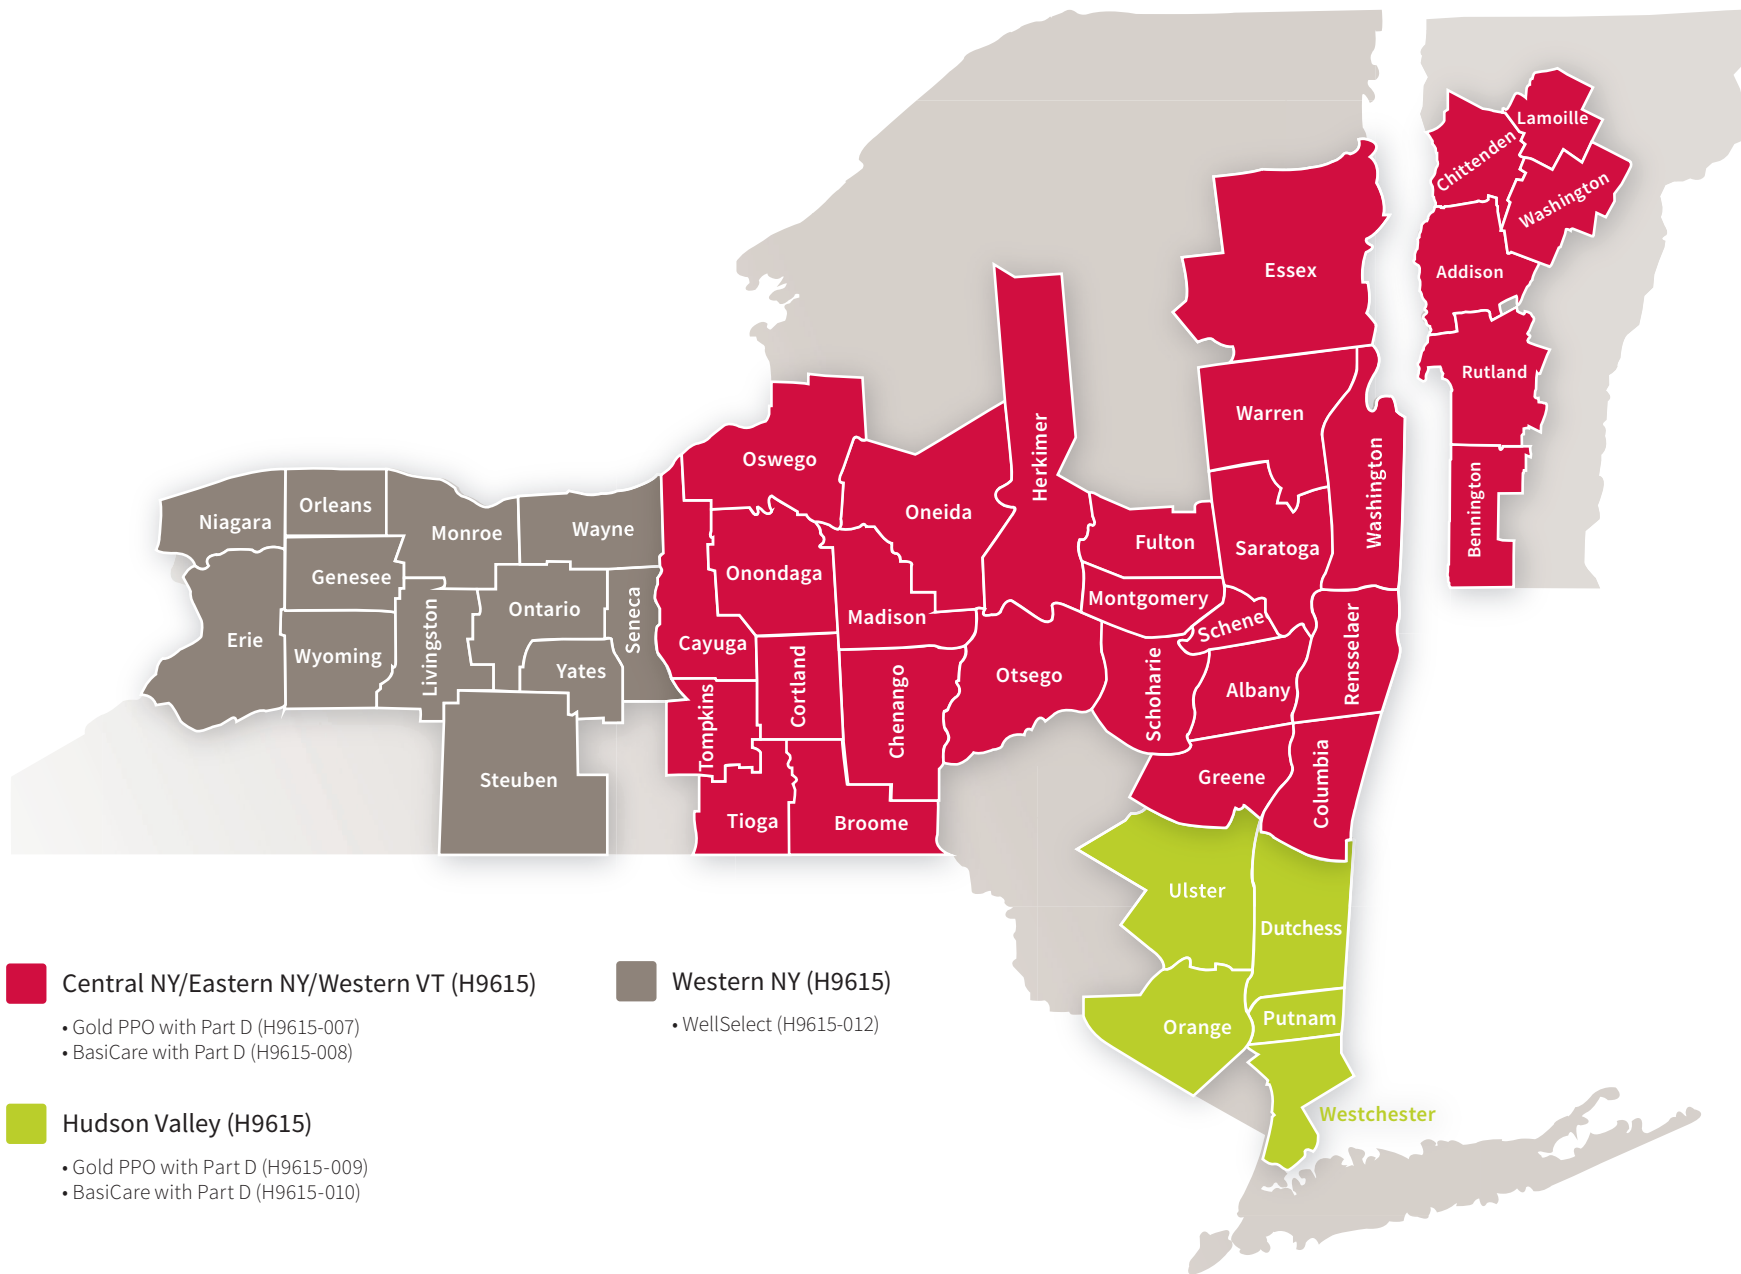 Lamoille
Chittenden
Washington
Essex
Addison
Rutland
Warren
Herkimer
Oswego
Washington
Bennington
Orleans
Niagara
Monroe
Wayne
Oneida
Fulton
Saratoga
Genesee
Onondaga
Ontario
Seneca
Madison
Montgomery
Schene
Rensselaer
Erie
Wyoming
Livingston
Yates
Cayuga
Cortland
Chenango
Otsego
Schoharie
Albany
Tompkins
Steuben
Greene
Columbia
Tioga
Broome
Ulster
Dutchess
Orange
Putnam
Westchester
Central NY/Eastern NY/Western VT (H9615)
• Gold PPO with Part D (H9615-007)
• BasiCare with Part D (H9615-008)
Western NY (H9615)
• WellSelect (H9615-012)
Hudson Valley (H9615)
• Gold PPO with Part D (H9615-009)
• BasiCare with Part D (H9615-010)